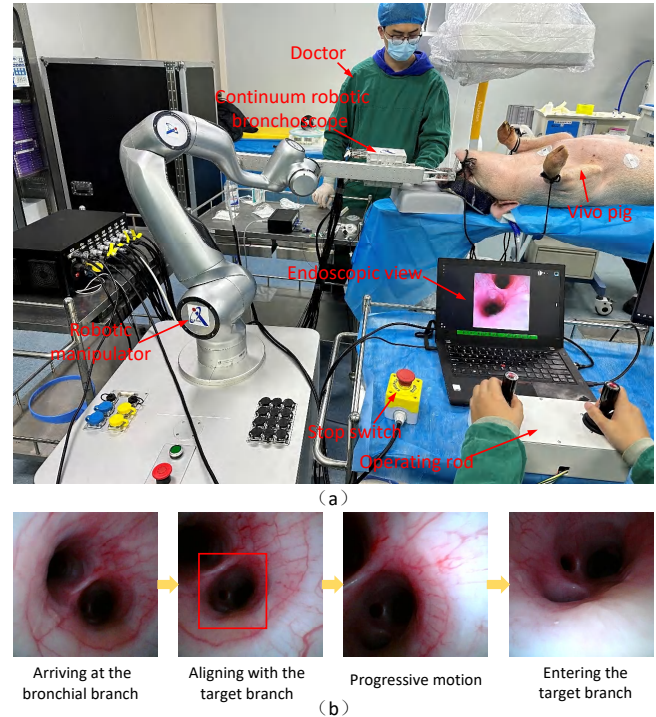 Doctor
Continuum robotic
bronchoscope
Vivo pig
Endoscopic view
Robotic
manipulator
Stop switch
Operating rod
（a）
Arriving at the
bronchial branch
Aligning with the
target branch
Progressive motion
Entering the
target branch
（b）